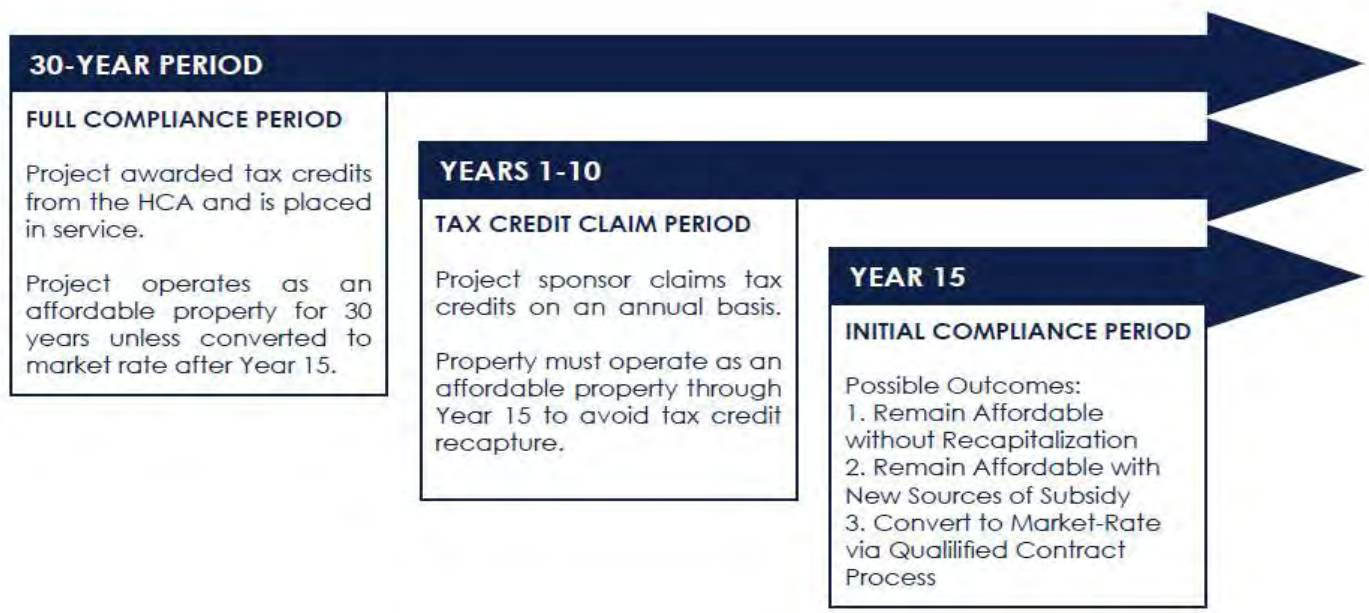 30-YEAR PERIOD
FULL COMPLIANCE PERIOD
Project awarded tax credits
from the HCA and is placed
in service.
Project operates as an
affordable property for 30
years unless converted to
market rate after Year 15.
YEARS 1-10
TAX CREDIT CLAIM PERIOD
Project sponsor claims tax
credits on an annual basis.
Property must operate as an
affordable property through
Year 15 to avoid tax credit
recapture.
YEAR 15
INITIAL COMPLIANCE PERIOD
Possible Outcomes:
1. Remain Affordable
without Recapitalization
2. Remain Affordable with
New Sources of Subsidy
3. Convert to Market-Rate
via Qualilified Contract
Process